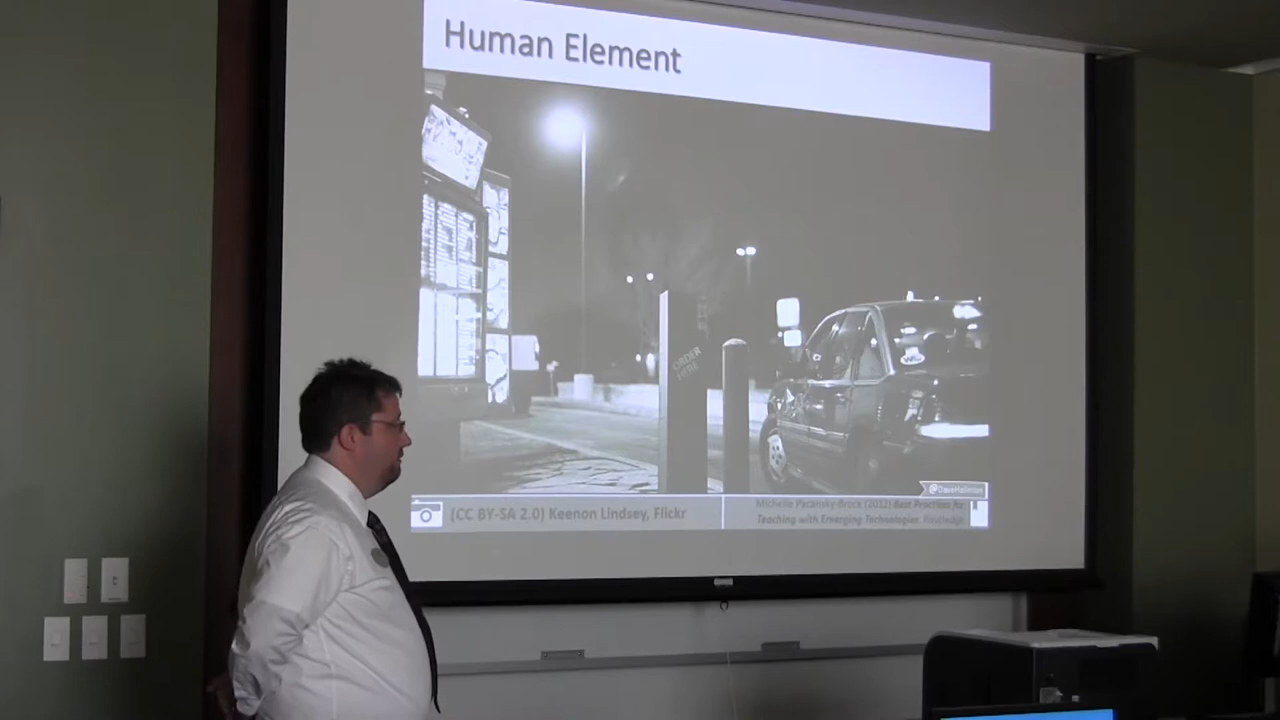 Human Element
ORDER
HERE
@DaveHallmon
(CC BY-SA 2.0) Keenon Lindsey, Flickr
Michelle Pacansky-Brock (2012) Best Practices for
Teaching with Emerging Technologies. Routledge